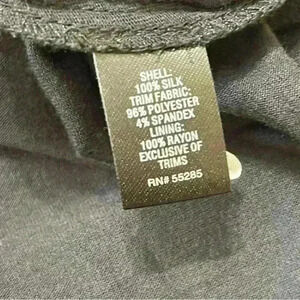 SHELL:
100% SILK
TRIM FABRIC:
96% POLYESTER
4% SPANDEX
LINING:
100% RAYON
EXCLUSIVE OF
TRIMS
RN# 55285